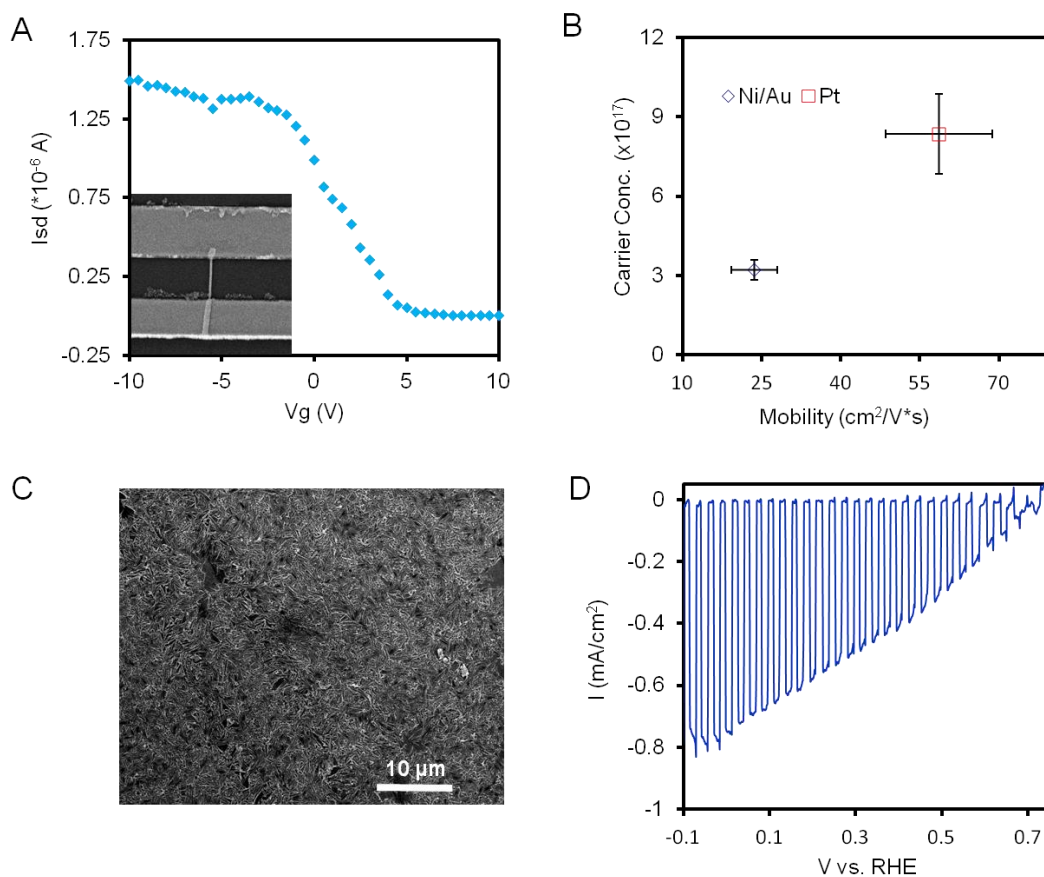 A
1.75
1.25
0.75
0.25
-0.25
Isd (*10⁻⁶ A)
-10
-5
0
5
10
Vg (V)
B
12
9
6
3
0
Carrier Conc. (x10¹⁷)
Ni/Au
Pt
10
25
40
55
70
Mobility (cm²/V*s)
C
10 μm
D
0
-0.2
-0.4
-0.6
-0.8
-1
I (mA/cm²)
-0.1
0.1
0.3
0.5
0.7
V vs. RHE